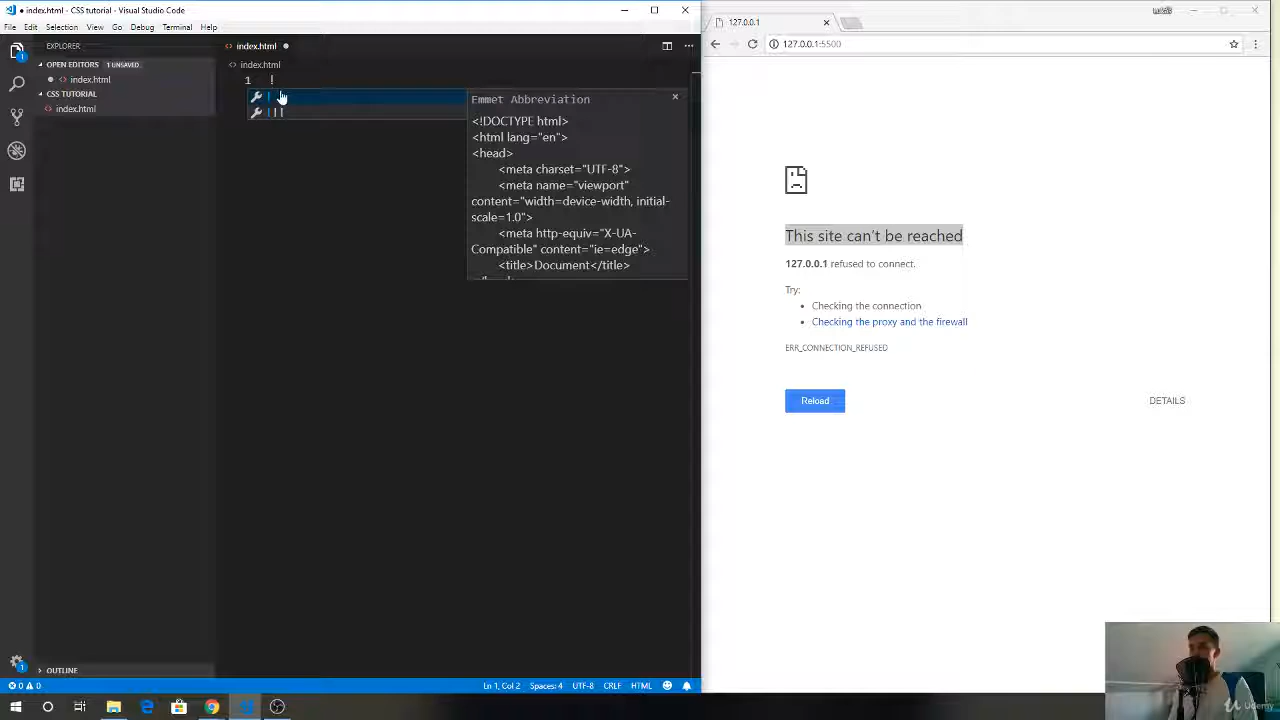 index.html - CSS tutorial - Visual Studio Code
File Edit Selection View Go Debug Terminal Help
EXPLORER
OPEN EDITORS 1 UNSAVED
index.html
CSS TUTORIAL
index.html
OUTLINE
index.html
index.html
1 !
Emmet Abbreviation
<!DOCTYPE html>
<html lang="en">
<head>
<meta charset="UTF-8">
<meta name="viewport"
content="width=device-width, initial-
scale=1.0">
<meta http-equiv="X-UA-
Compatible" content="ie=edge">
<title>Document</title>
0 0
Ln 1, Col 2 Spaces: 4 UTF-8 CRLF HTML
127.0.0.1
127.0.0.1:5500
This site can't be reached
127.0.0.1 refused to connect.
Try:
• Checking the connection
• Checking the proxy and the firewall
ERR_CONNECTION_REFUSED
Reload
DETAILS
Udemy